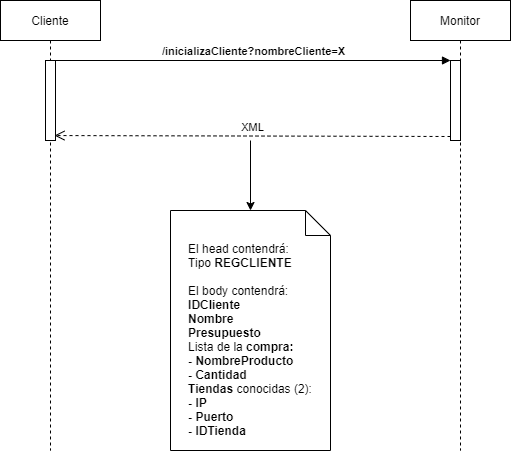 Cliente
Monitor
/inicializaCliente?nombreCliente=X
XML
El head contendrá:
Tipo REGCLIENTE
El body contendrá:
IDCliente
Nombre
Presupuesto
Lista de la compra:
- NombreProducto
- Cantidad
Tiendas conocidas (2):
- IP
- Puerto
- IDTienda